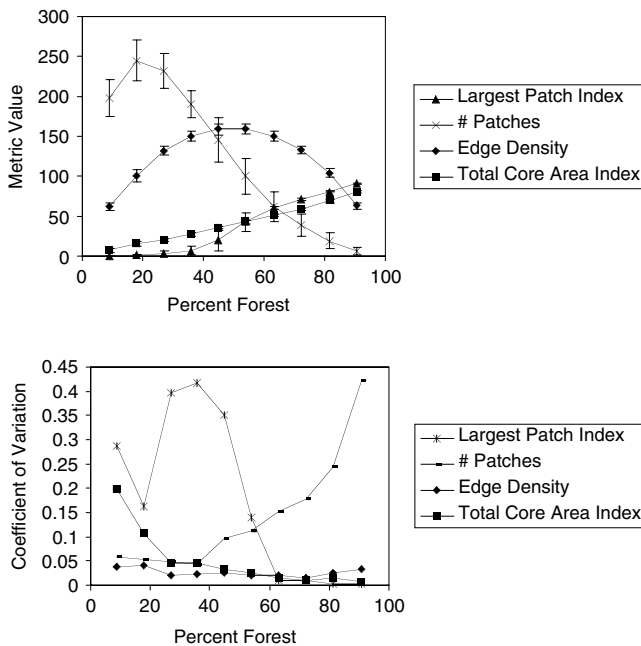 300
250
200
150
100
50
0
Metric Value
0 20 40 60 80 100
Percent Forest
Largest Patch Index
# Patches
Edge Density
Total Core Area Index
0.45
0.4
0.35
0.3
0.25
0.2
0.15
0.1
0.05
0
Coefficient of Variation
0 20 40 60 80 100
Percent Forest
Largest Patch Index
# Patches
Edge Density
Total Core Area Index